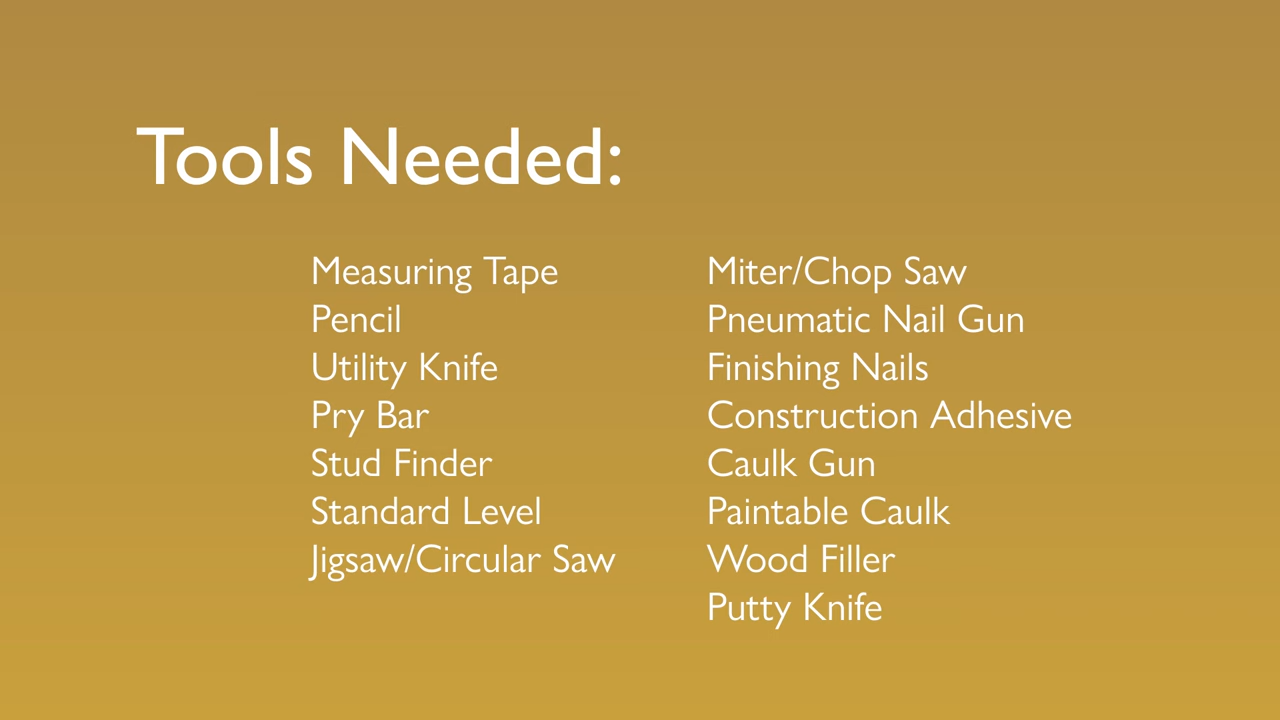 Tools Needed:
Measuring Tape
Pencil
Utility Knife
Pry Bar
Stud Finder
Standard Level
Jigsaw/Circular Saw
Miter/Chop Saw
Pneumatic Nail Gun
Finishing Nails
Construction Adhesive
Caulk Gun
Paintable Caulk
Wood Filler
Putty Knife